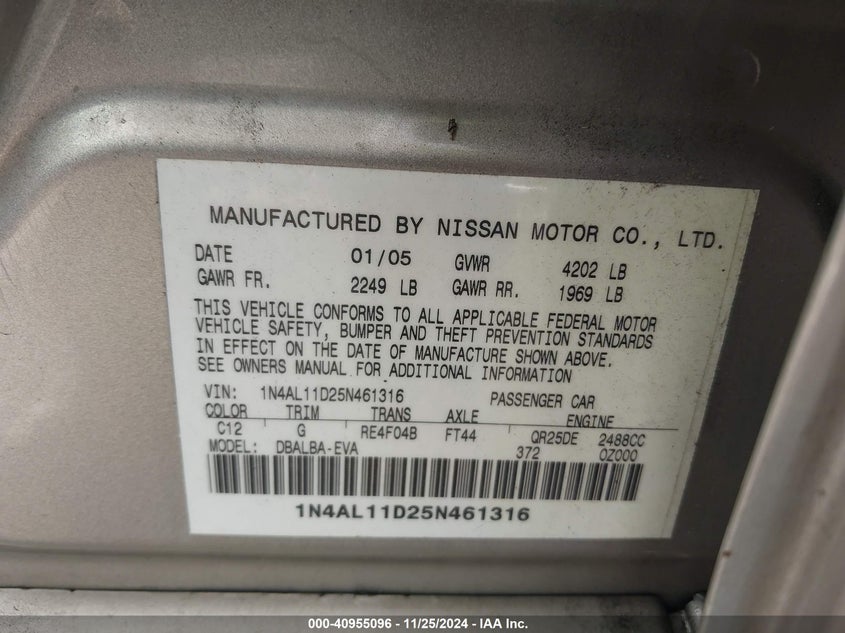 MANUFACTURED BY NISSAN MOTOR CO., LTD.
DATE 01/05 GVWR 4202 LB
GAWR FR. 2249 LB GAWR RR. 1969 LB
THIS VEHICLE CONFORMS TO ALL APPLICABLE FEDERAL MOTOR
VEHICLE SAFETY, BUMPER AND THEFT PREVENTION STANDARDS
IN EFFECT ON THE DATE OF MANUFACTURE SHOWN ABOVE.
SEE OWNERS MANUAL FOR ADDITIONAL INFORMATION
VIN: 1N4AL11D25N461316 PASSENGER CAR
COLOR TRIM TRANS AXLE ENGINE
C12 G RE4F04B FT44 QR25DE 2488CC
MODEL: DBALBA-EVA 372 0Z000
1N4AL11D25N461316
000-40955096 - 11/25/2024 - IAA Inc.